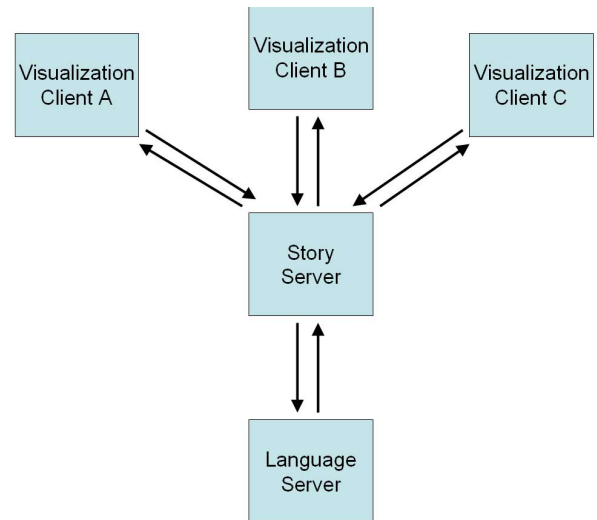 Visualization
Client A
Visualization
Client B
Visualization
Client C
Story
Server
Language
Server